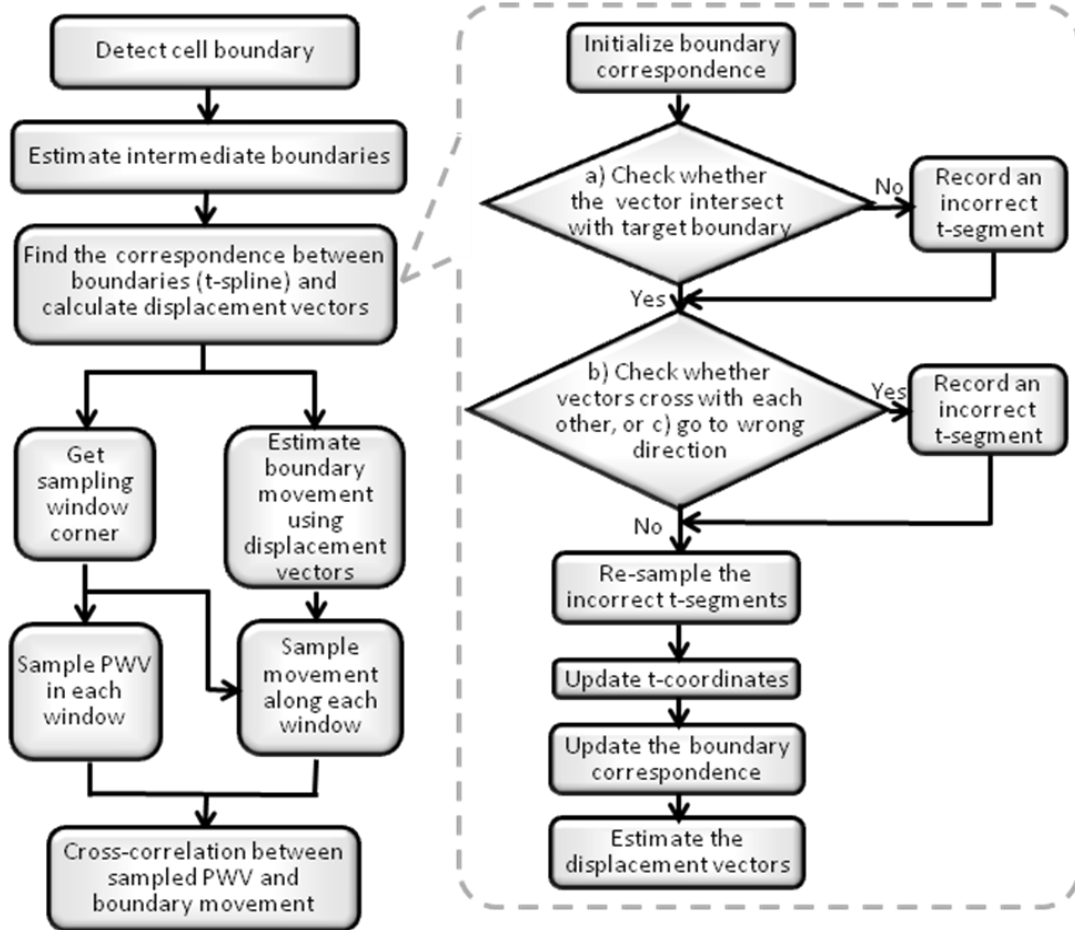 Detect cell boundary
Estimate intermediate boundaries
Find the correspondence between
boundaries (t-spline) and
calculate displacement vectors
Get
sampling
window
corner
Estimate
boundary
movement
using
displacement
vectors
Sample PWV
in each
window
Sample
movement
along each
window
Cross-correlation between
sampled PWV and
boundary movement
Initialize boundary
correspondence
a) Check whether
the vector intersect
with target boundary
No
Record an
incorrect
t-segment
Yes
b) Check whether
vectors cross with each
other, or c) go to wrong
direction
Yes
Record an
incorrect
t-segment
No
Re-sample the
incorrect t-segments
Update t-coordinates
Update the boundary
correspondence
Estimate the
displacement vectors